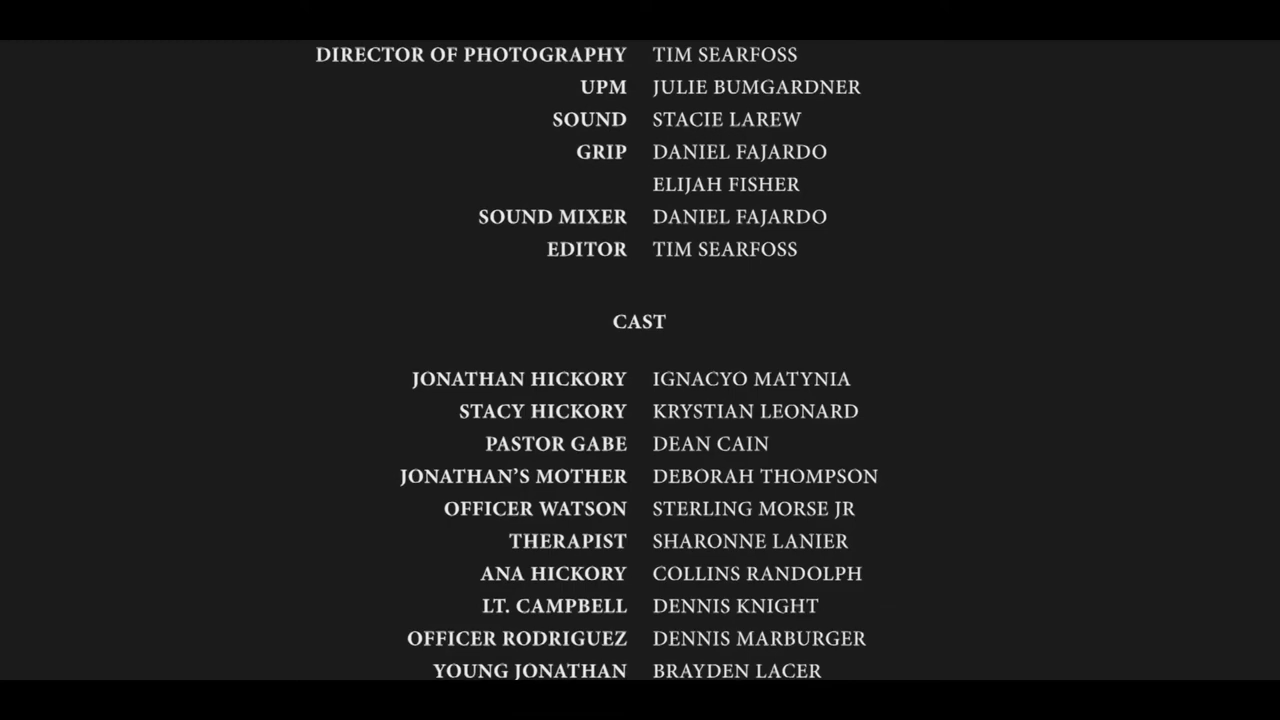 DIRECTOR OF PHOTOGRAPHY TIM SEARFOSS
UPM JULIE BUMGARDNER
SOUND STACIE LAREW
GRIP DANIEL FAJARDO
ELIJAH FISHER
SOUND MIXER DANIEL FAJARDO
EDITOR TIM SEARFOSS
CAST
JONATHAN HICKORY IGNACYO MATYNIA
STACY HICKORY KRYSTIAN LEONARD
PASTOR GABE DEAN CAIN
JONATHAN’S MOTHER DEBORAH THOMPSON
OFFICER WATSON STERLING MORSE JR
THERAPIST SHARONNE LANIER
ANA HICKORY COLLINS RANDOLPH
LT. CAMPBELL DENNIS KNIGHT
OFFICER RODRIGUEZ DENNIS MARBURGER
YOUNG JONATHAN BRAYDEN LACER